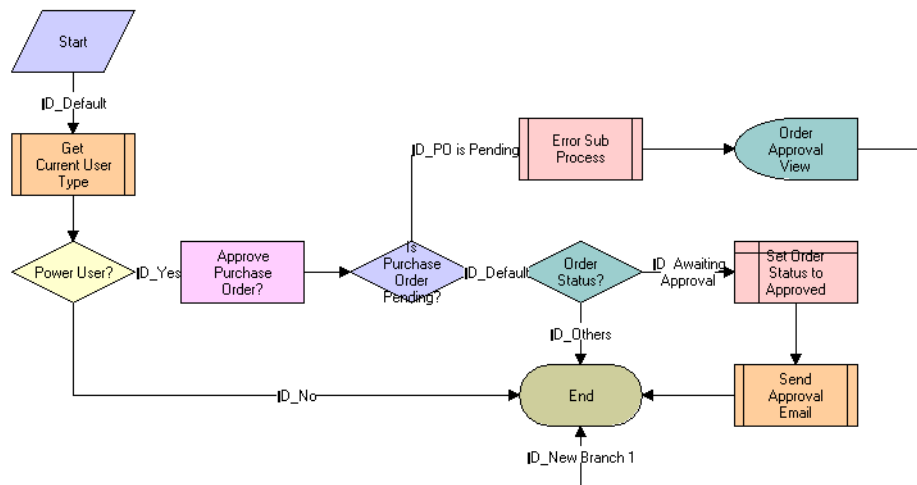 Start
ID_Default
Get
Current User
Type
Power User?
ID_Yes
Approve
Purchase
Order?
Is
Purchase
Order
Pending?
ID_PO is Pending
Error Sub
Process
Order
Approval
View
ID_Default
Order
Status?
ID_Awaiting
Approval
Set Order
Status to
Approved
ID_Others
ID_No
End
Send
Approval
Email
ID_New Branch 1